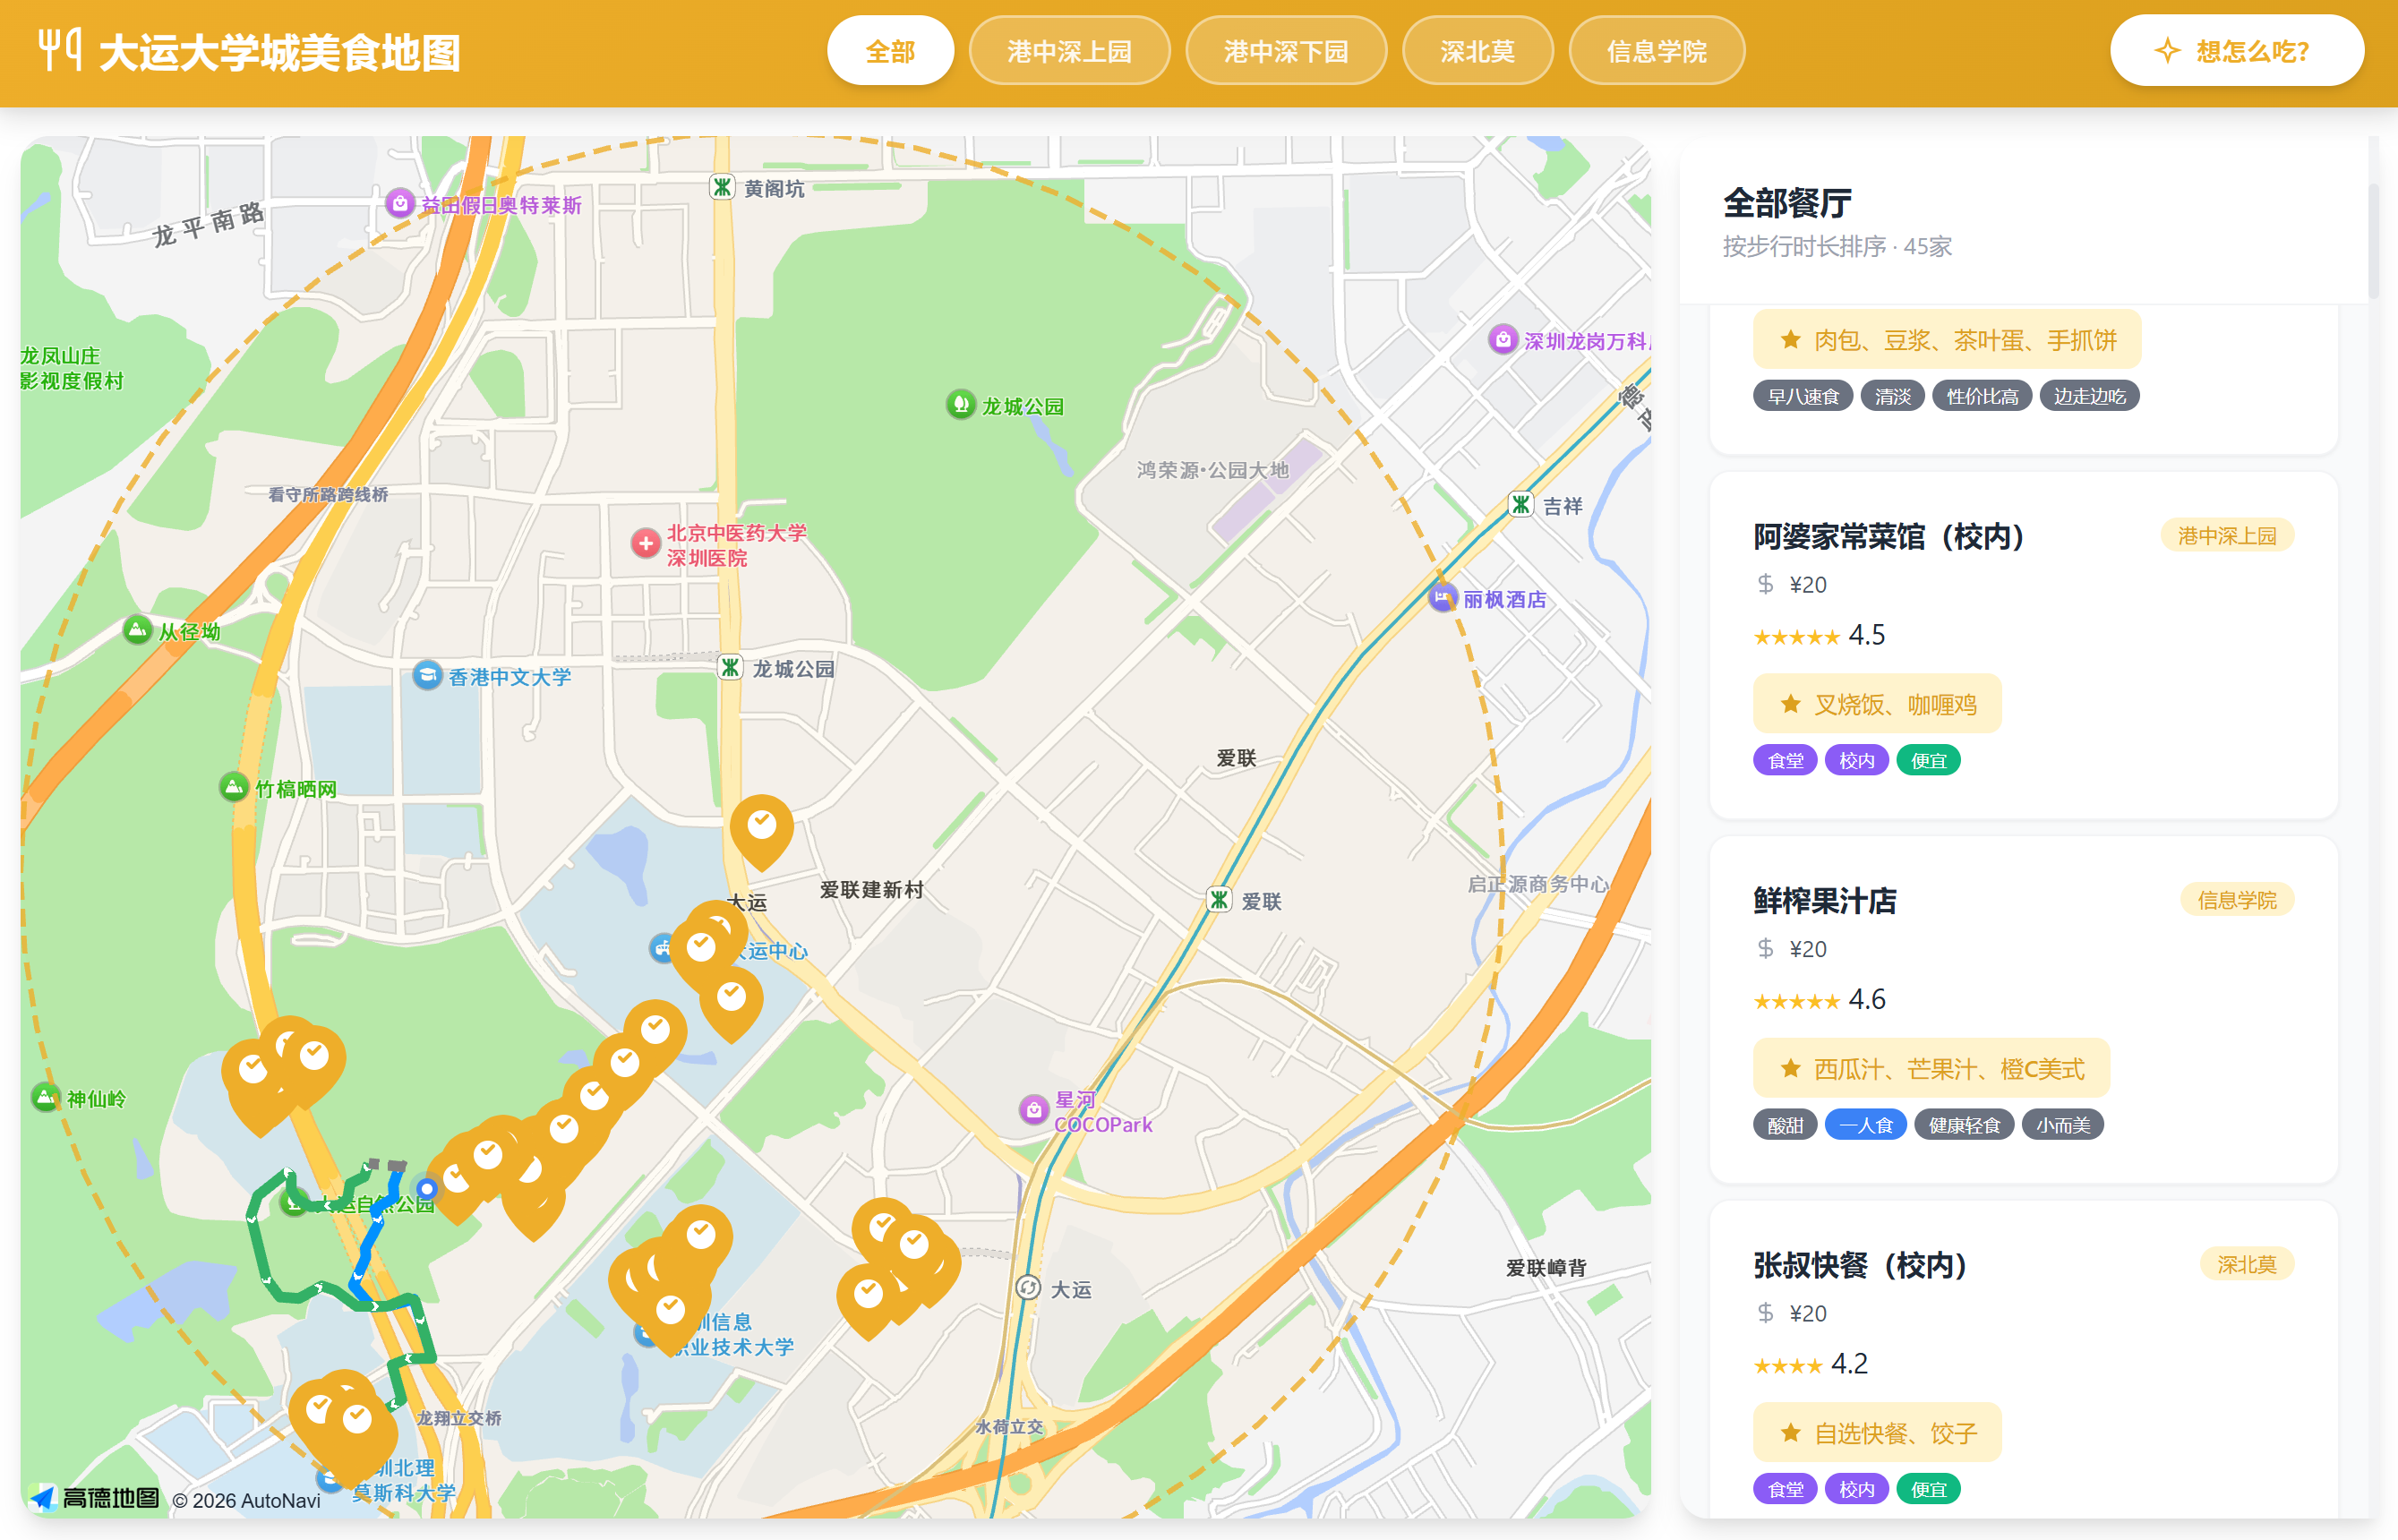 大运大学城美食地图
全部
港中深上园
港中深下园
深北莫
信息学院
想怎么吃?
黄阁坑
益田假日奥特莱斯
龙平南路
深圳龙岗万科
龙凤山庄
影视度假村
龙城公园
鸿荣源·公园大地
看守所路跨线桥
吉祥
北京中医药大学
深圳医院
丽枫酒店
从径坳
香港中文大学
龙城公园
爱联
竹槁晒网
爱联建新村
启正源商务中心
大运
爱联
大运中心
神仙岭
星河
COCOPark
大运自然公园
爱联嶂背
大运
圳信息
职业技术大学
龙翔立交桥
水荷立交
圳北理
莫斯科大学
高德地图
© 2026 AutoNavi
全部餐厅
按步行时长排序 · 45家
肉包、豆浆、茶叶蛋、手抓饼
早八速食
清淡
性价比高
边走边吃
阿婆家常菜馆（校内）
港中深上园
¥20
4.5
叉烧饭、咖喱鸡
食堂
校内
便宜
鲜榨果汁店
信息学院
¥20
4.6
西瓜汁、芒果汁、橙C美式
酸甜
一人食
健康轻食
小而美
张叔快餐（校内）
深北莫
¥20
4.2
自选快餐、饺子
食堂
校内
便宜